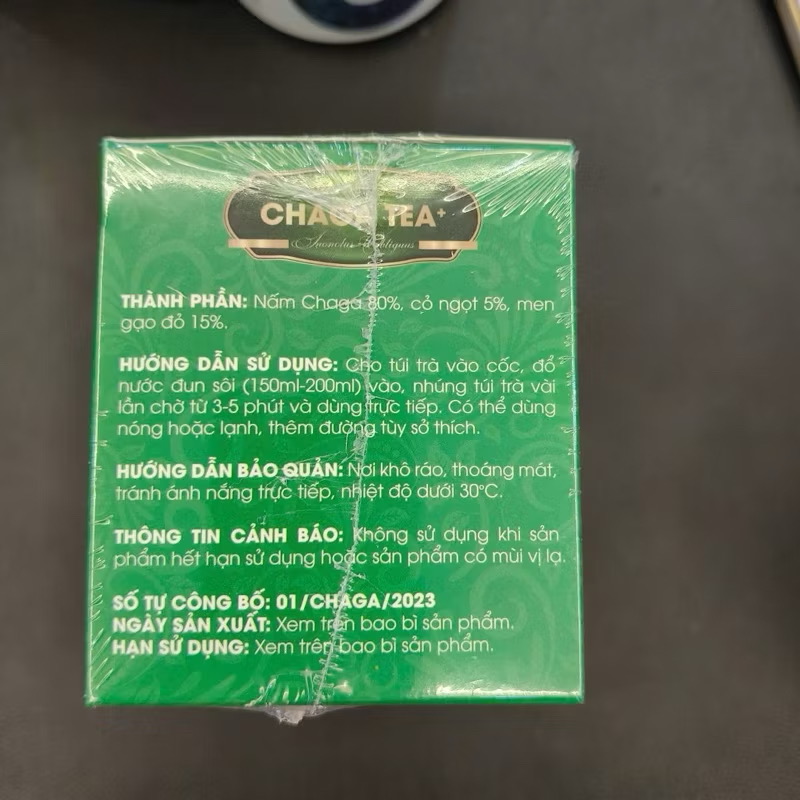 CHAGA TEA+
Inonotus Obliquus
THÀNH PHẦN: Nấm Chaga 80%, cỏ ngọt 5%, men
gạo đỏ 15%.
HƯỚNG DẪN SỬ DỤNG: Cho túi trà vào cốc, đổ
nước đun sôi (150ml-200ml) vào, nhúng túi trà vài
lần chờ từ 3-5 phút và dùng trực tiếp. Có thể dùng
nóng hoặc lạnh, thêm đường tùy sở thích.
HƯỚNG DẪN BẢO QUẢN: Nơi khô ráo, thoáng mát,
tránh ánh nắng trực tiếp, nhiệt độ dưới 30°C.
THÔNG TIN CẢNH BÁO: Không sử dụng khi sản
phẩm hết hạn sử dụng hoặc sản phẩm có mùi vị lạ.
SỐ TỰ CÔNG BỐ: 01/CHAGA/2023
NGÀY SẢN XUẤT: Xem trên bao bì sản phẩm.
HẠN SỬ DỤNG: Xem trên bao bì sản phẩm.